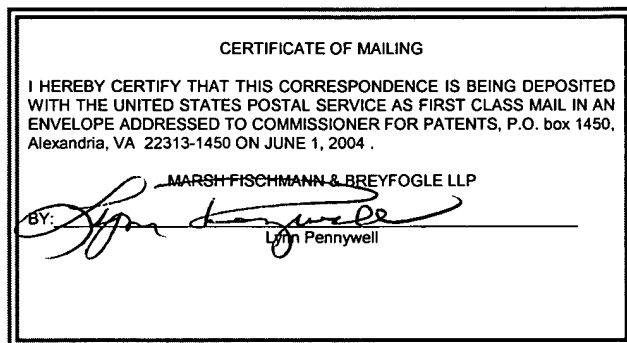 CERTIFICATE OF MAILING
I HEREBY CERTIFY THAT THIS CORRESPONDENCE IS BEING DEPOSITED
WITH THE UNITED STATES POSTAL SERVICE AS FIRST CLASS MAIL IN AN
ENVELOPE ADDRESSED TO COMMISSIONER FOR PATENTS, P.O. box 1450,
Alexandria, VA 22313-1450 ON JUNE 1, 2004 .
MARSH FISCHMANN & BREYFOGLE LLP
BY: Lynn Pennywell
Lynn Pennywell